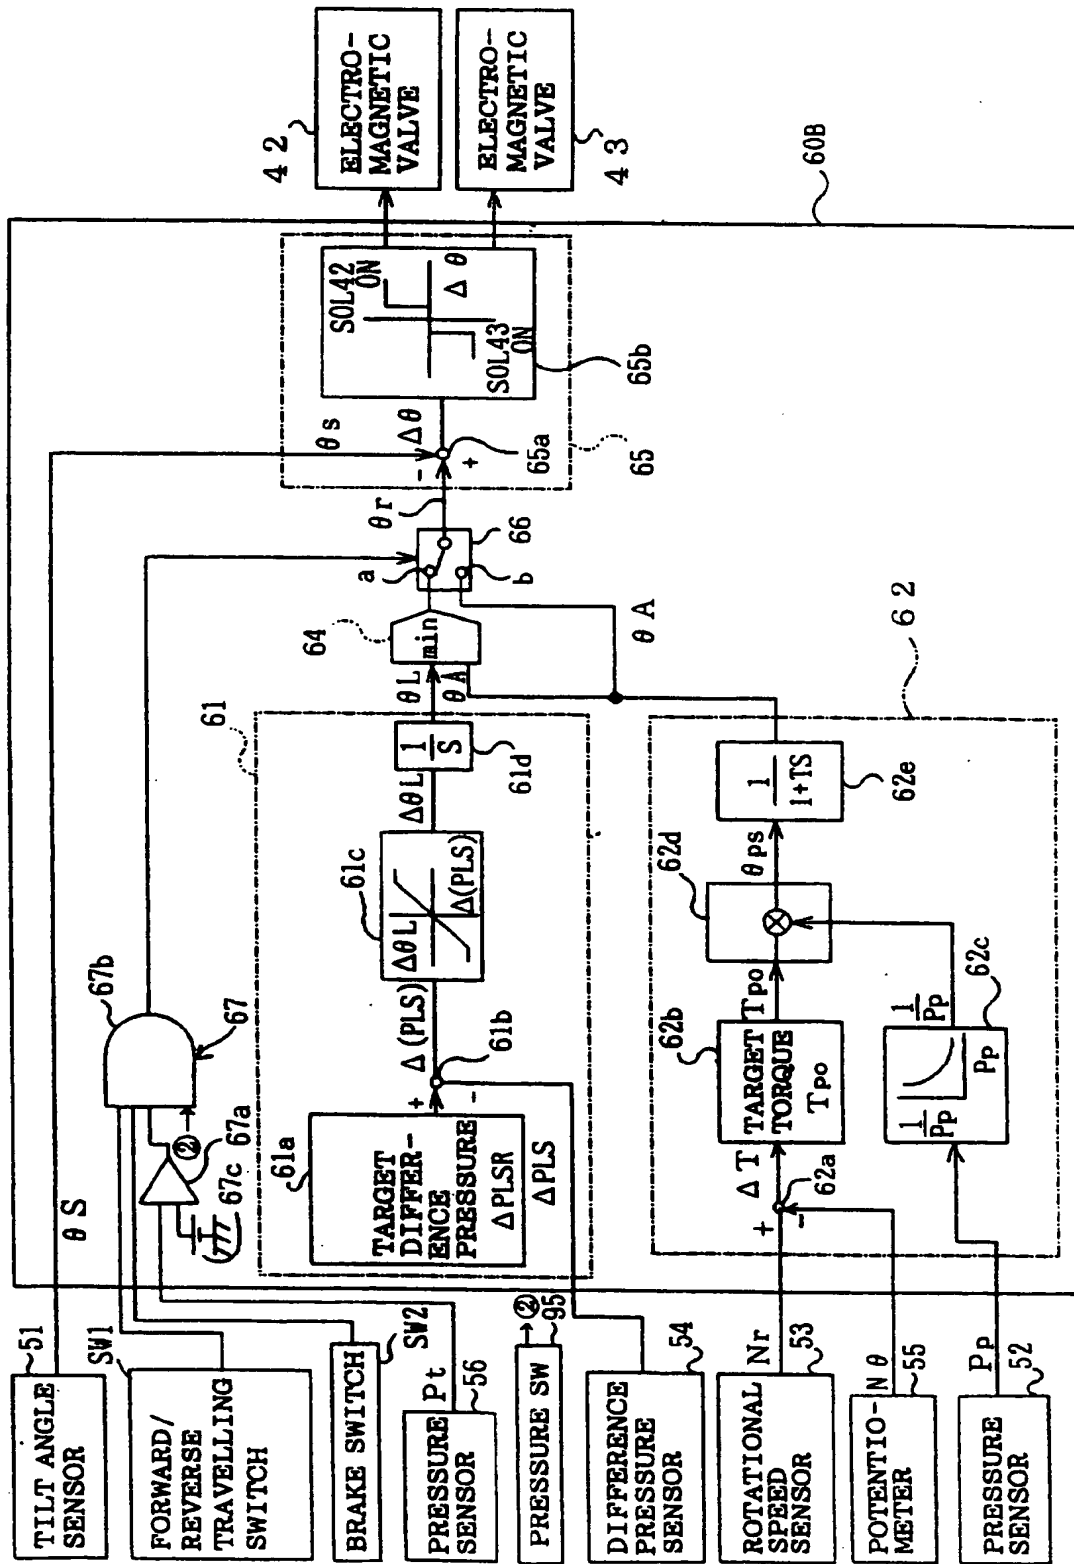 TILT ANGLE
SENSOR
51
FORWARD/
REVERSE
TRAVELLING
SWITCH
SW1
BRAKE SWITCH
SW2
PRESSURE
SENSOR
Pt
56
PRESSURE SW
②
95
DIFFERENCE
PRESSURE
SENSOR
54
ROTATIONAL
SPEED
SENSOR
Nr
53
POTENTIO-
METER
Nθ
55
PRESSURE
SENSOR
Pp
52
θS
67c
67a
②
67
67b
61
61a
TARGET
DIFFER-
ENCE
PRESSURE
ΔPLSR
ΔPLS
+
-
61b
Δ(PLS)
61c
ΔθL
Δ(PLS)
ΔθL
1
S
61d
θL
θA
64
min
a
b
66
θr
θA
62
+
-
62a
ΔT
62b
TARGET
TORQUE
Tpo
Tpo
62d
θps
1
1+TS
62e
1
Pp
Pp
1
Pp
62c
θs
-
+
65a
Δθ
65
SOL42
ON
Δθ
SOL43
ON
65b
42
ELECTRO-
MAGNETIC
VALVE
ELECTRO-
MAGNETIC
VALVE
43
60B